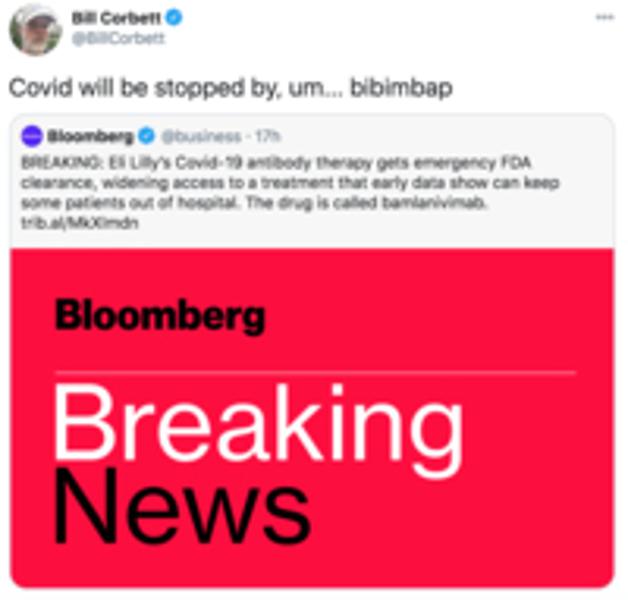 Bill Corbett
@BillCorbett
Covid will be stopped by, um... bibimbap
Bloomberg @business · 17h
BREAKING: Eli Lilly's Covid-19 antibody therapy gets emergency FDA
clearance, widening access to a treatment that early data show can keep
some patients out of hospital. The drug is called bamlanivimab.
trib.al/MkXlmdn
Bloomberg
Breaking
News